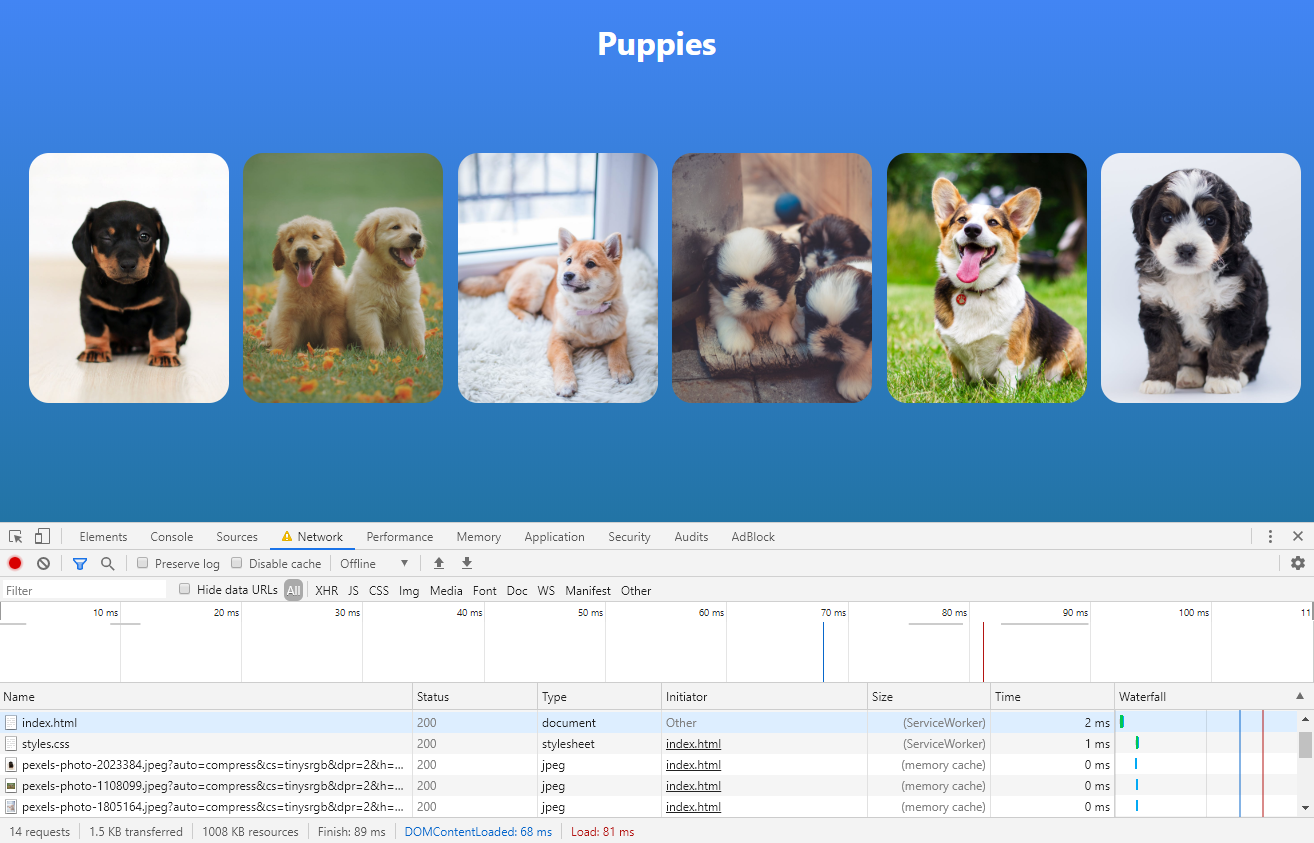 Puppies
Elements Console Sources Network Performance Memory Application Security Audits AdBlock
Preserve log Disable cache Offline
Filter Hide data URLs All XHR JS CSS Img Media Font Doc WS Manifest Other
10 ms 20 ms 30 ms 40 ms 50 ms 60 ms 70 ms 80 ms 90 ms 100 ms 11
Name Status Type Initiator Size Time Waterfall
index.html 200 document Other (ServiceWorker) 2 ms
styles.css 200 stylesheet index.html (ServiceWorker) 1 ms
pexels-photo-2023384.jpeg?auto=compress&cs=tinysrgb&dpr=2&h=... 200 jpeg index.html (memory cache) 0 ms
pexels-photo-1108099.jpeg?auto=compress&cs=tinysrgb&dpr=2&h=... 200 jpeg index.html (memory cache) 0 ms
pexels-photo-1805164.jpeg?auto=compress&cs=tinysrgb&dpr=2&h=... 200 jpeg index.html (memory cache) 0 ms
14 requests 1.5 KB transferred 1008 KB resources Finish: 89 ms DOMContentLoaded: 68 ms Load: 81 ms